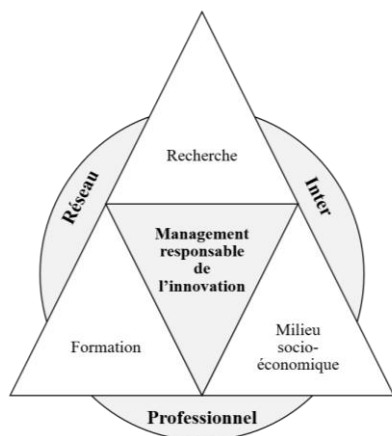 Recherche
Réseau
Inter
Management
responsable
de
l'innovation
Formation
Milieu
socio-
économique
Professionnel